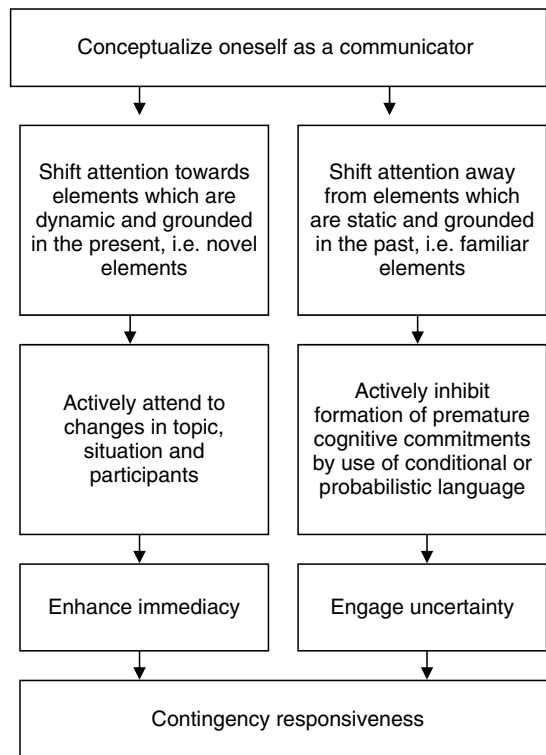 Conceptualize oneself as a communicator
Shift attention towards
elements which are
dynamic and grounded
in the present, i.e. novel
elements
Shift attention away
from elements which
are static and grounded
in the past, i.e. familiar
elements
Actively attend to
changes in topic,
situation and
participants
Actively inhibit
formation of premature
cognitive commitments
by use of conditional or
probabilistic language
Enhance immediacy
Engage uncertainty
Contingency responsiveness